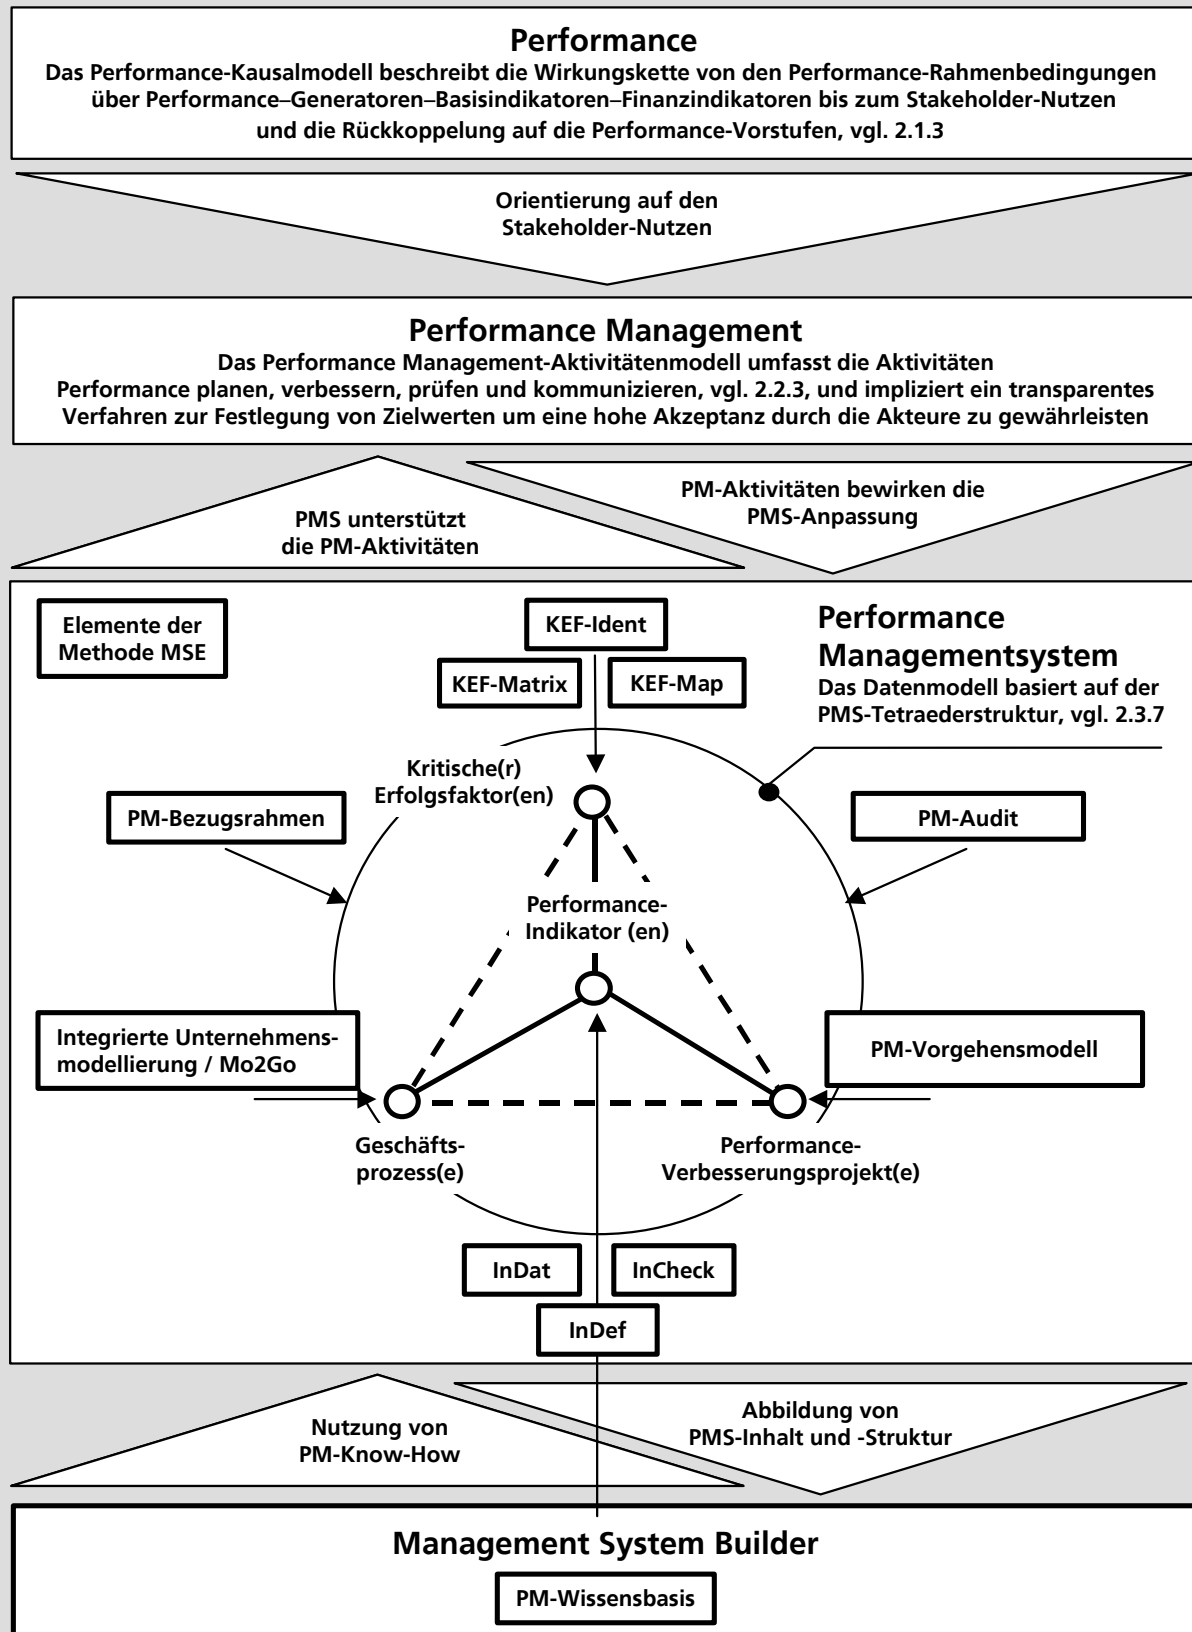 Performance
Das Performance-Kausalmodell beschreibt die Wirkungskette von den Performance-Rahmenbedingungen
über Performance–Generatoren–Basisindikatoren–Finanzindikatoren bis zum Stakeholder-Nutzen
und die Rückkoppelung auf die Performance-Vorstufen, vgl. 2.1.3
Orientierung auf den
Stakeholder-Nutzen
Performance Management
Das Performance Management-Aktivitätenmodell umfasst die Aktivitäten
Performance planen, verbessern, prüfen und kommunizieren, vgl. 2.2.3, und impliziert ein transparentes
Verfahren zur Festlegung von Zielwerten um eine hohe Akzeptanz durch die Akteure zu gewährleisten
PMS unterstützt
die PM-Aktivitäten
PM-Aktivitäten bewirken die
PMS-Anpassung
Elemente der
Methode MSE
KEF-Ident
KEF-Matrix
KEF-Map
Performance
Managementsystem
Das Datenmodell basiert auf der
PMS-Tetraederstruktur, vgl. 2.3.7
Kritische(r)
Erfolgsfaktor(en)
PM-Bezugsrahmen
PM-Audit
Performance-
Indikator (en)
Integrierte Unternehmens-
modellierung / Mo2Go
PM-Vorgehensmodell
Geschäfts-
prozess(e)
Performance-
Verbesserungsprojekt(e)
InDat
InCheck
InDef
Nutzung von
PM-Know-How
Abbildung von
PMS-Inhalt und -Struktur
Management System Builder
PM-Wissensbasis